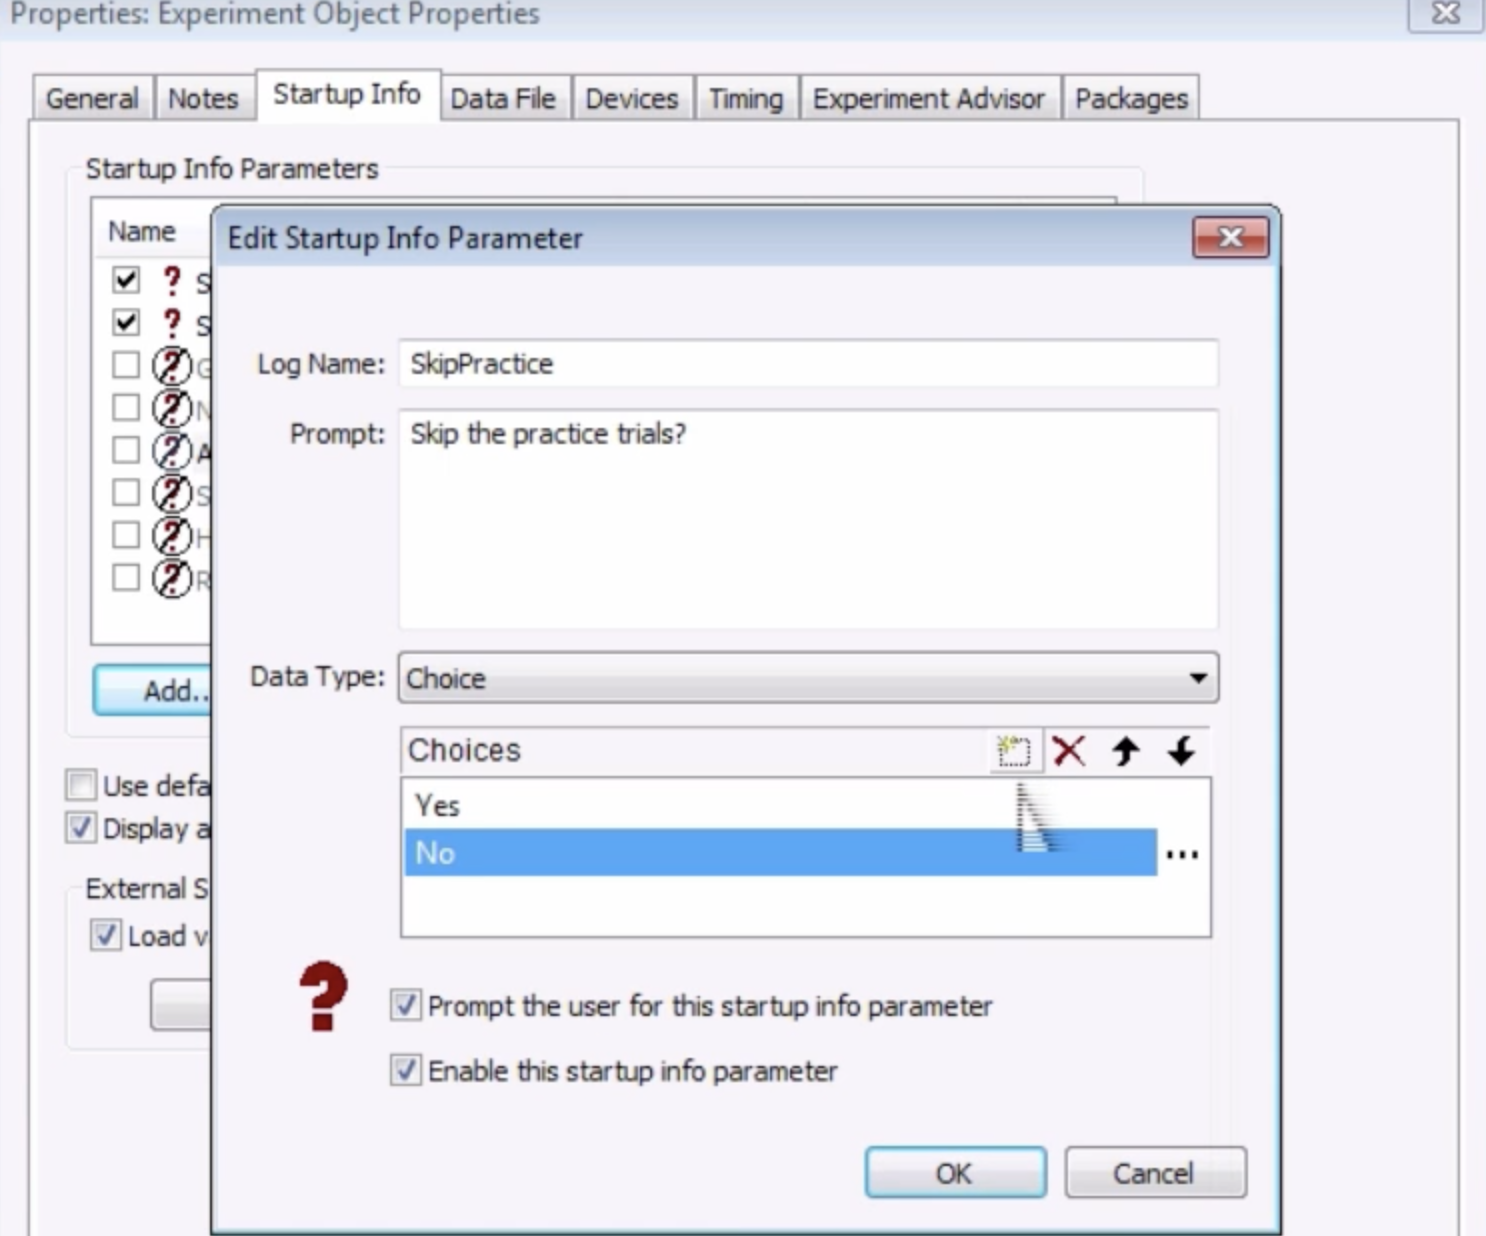 Properties: Experiment Object Properties
General Notes Startup Info Data File Devices Timing Experiment Advisor Packages
Startup Info Parameters
Name
Edit Startup Info Parameter
Log Name: SkipPractice
Prompt: Skip the practice trials?
Data Type: Choice
Add..
Choices
Yes
No ...
Use defa
Display a
External S
Load v
? Prompt the user for this startup info parameter
Enable this startup info parameter
OK Cancel